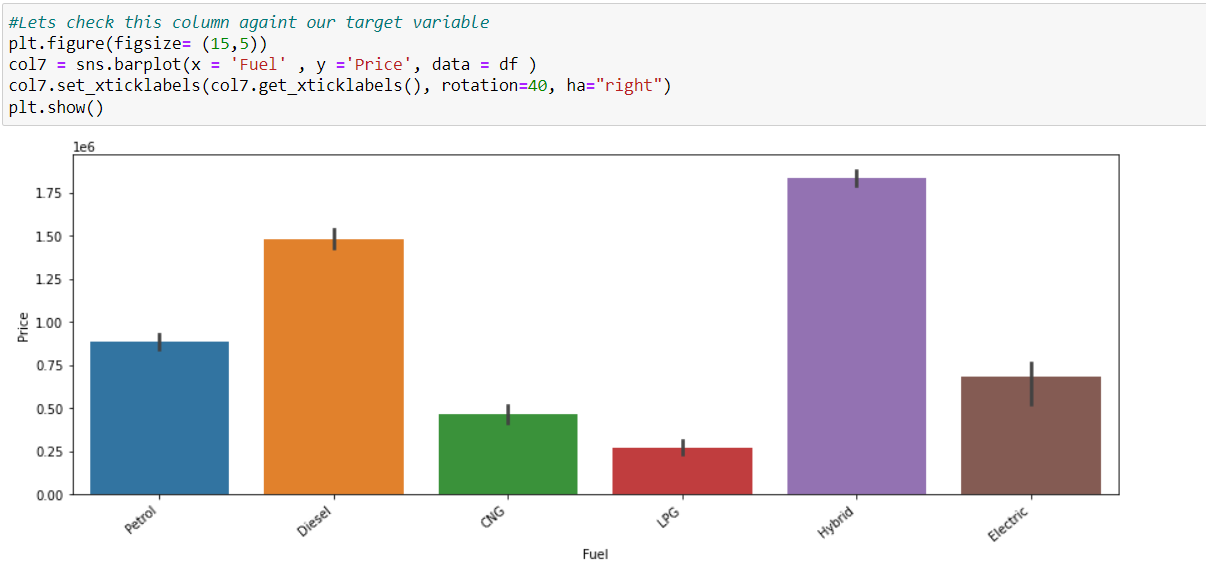 #Lets check this column againt our target variable
plt.figure(figsize= (15,5))
col7 = sns.barplot(x = 'Fuel' , y ='Price', data = df )
col7.set_xticklabels(col7.get_xticklabels(), rotation=40, ha="right")
plt.show()
1e6
1.75
1.50
1.25
1.00
0.75
0.50
0.25
0.00
Price
Petrol
Diesel
CNG
LPG
Hybrid
Electric
Fuel